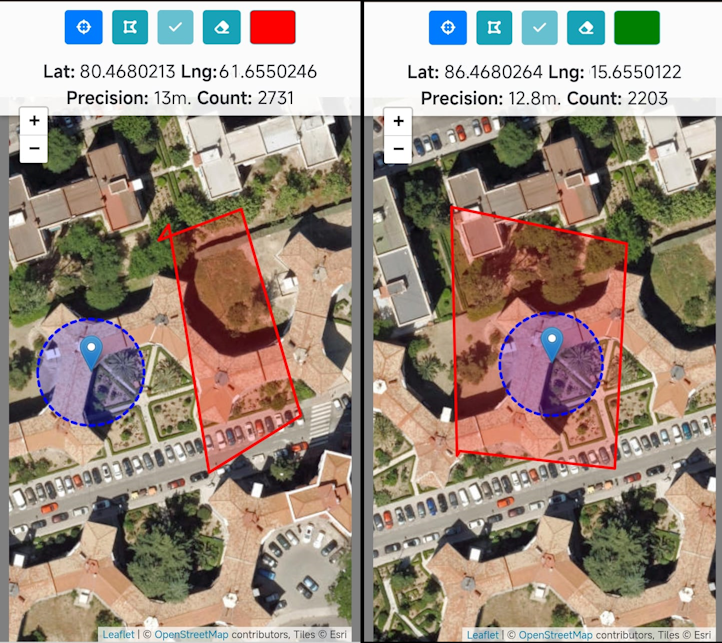 Lat: 80.4680213 Lng:61.6550246
Precision: 13m. Count: 2731
+
−
Leaflet | © OpenStreetMap contributors, Tiles © Esri
Lat: 86.4680264 Lng: 15.6550122
Precision: 12.8m. Count: 2203
+
−
Leaflet | © OpenStreetMap contributors, Tiles © Esri